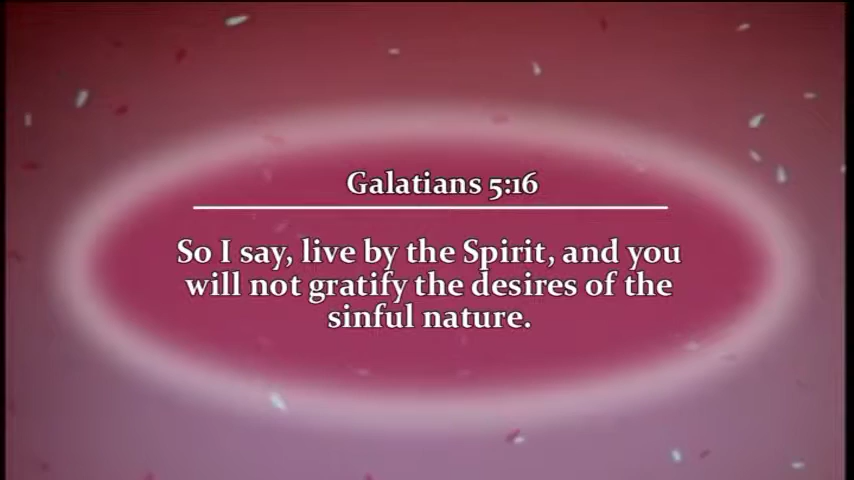 Galatians 5:16
So I say, live by the Spirit, and you
will not gratify the desires of the
sinful nature.